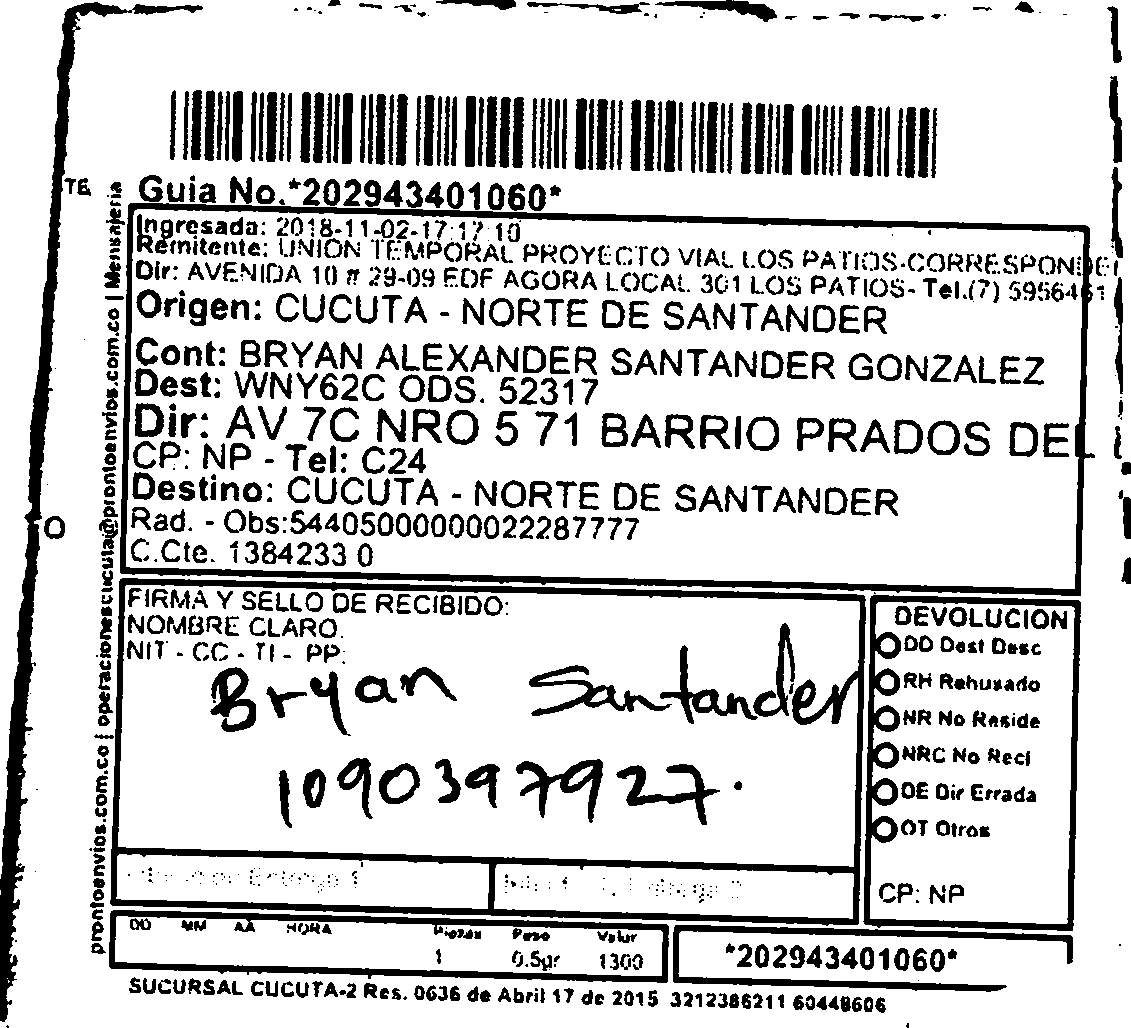 Guia No.*202943401060*
Ingresada: 2018-11-02-17:17 10
Remitente: UNION TEMPORAL PROYECTO VIAL LOS PATIOS-CORRESPONDE
Dir: AVENIDA 10 # 29-09 EDF AGORA LOCAL 301 LOS PATIOS- Tel.(7) 5956461
Origen: CUCUTA - NORTE DE SANTANDER
Cont: BRYAN ALEXANDER SANTANDER GONZALEZ
Dest: WNY62C ODS. 52317
Dir: AV 7C NRO 5 71 BARRIO PRADOS DEL
CP: NP - Tel: C24
Destino: CUCUTA - NORTE DE SANTANDER
Rad. - Obs:54405000000022287777
C.Cte. 1384233 0
TE
O
prontoenvios.com.co | operacionescucuta@prontoenvios.com.co | Mensajeria
FIRMA Y SELLO DE RECIBIDO:
NOMBRE CLARO.
NIT - CC - TI - PP:
Bryan Santander
1090397927.
DEVOLUCION
DD Dest Desc
RH Rehusado
NR No Reside
NRC No Recl
DE Dir Errada
OT Otros
CP: NP
DD MM AA HORA Piezas Peso Valor
1 0.5gr 1300
*202943401060*
SUCURSAL CUCUTA-2 Res. 0636 de Abril 17 de 2015 3212386211 60448606